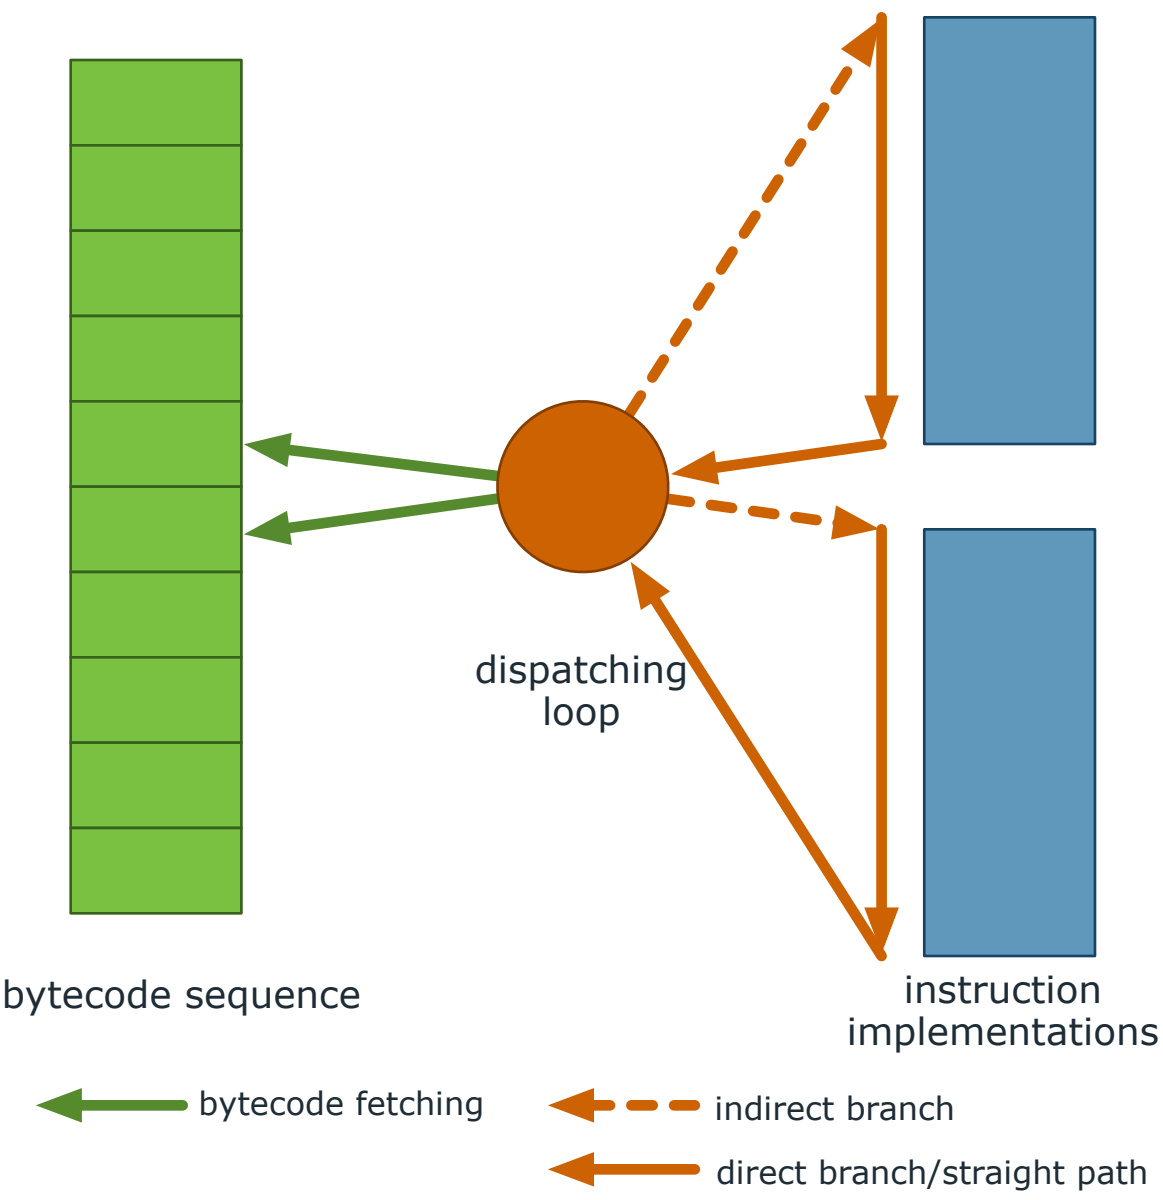 dispatching
loop
bytecode sequence
instruction
implementations
bytecode fetching
indirect branch
direct branch/straight path